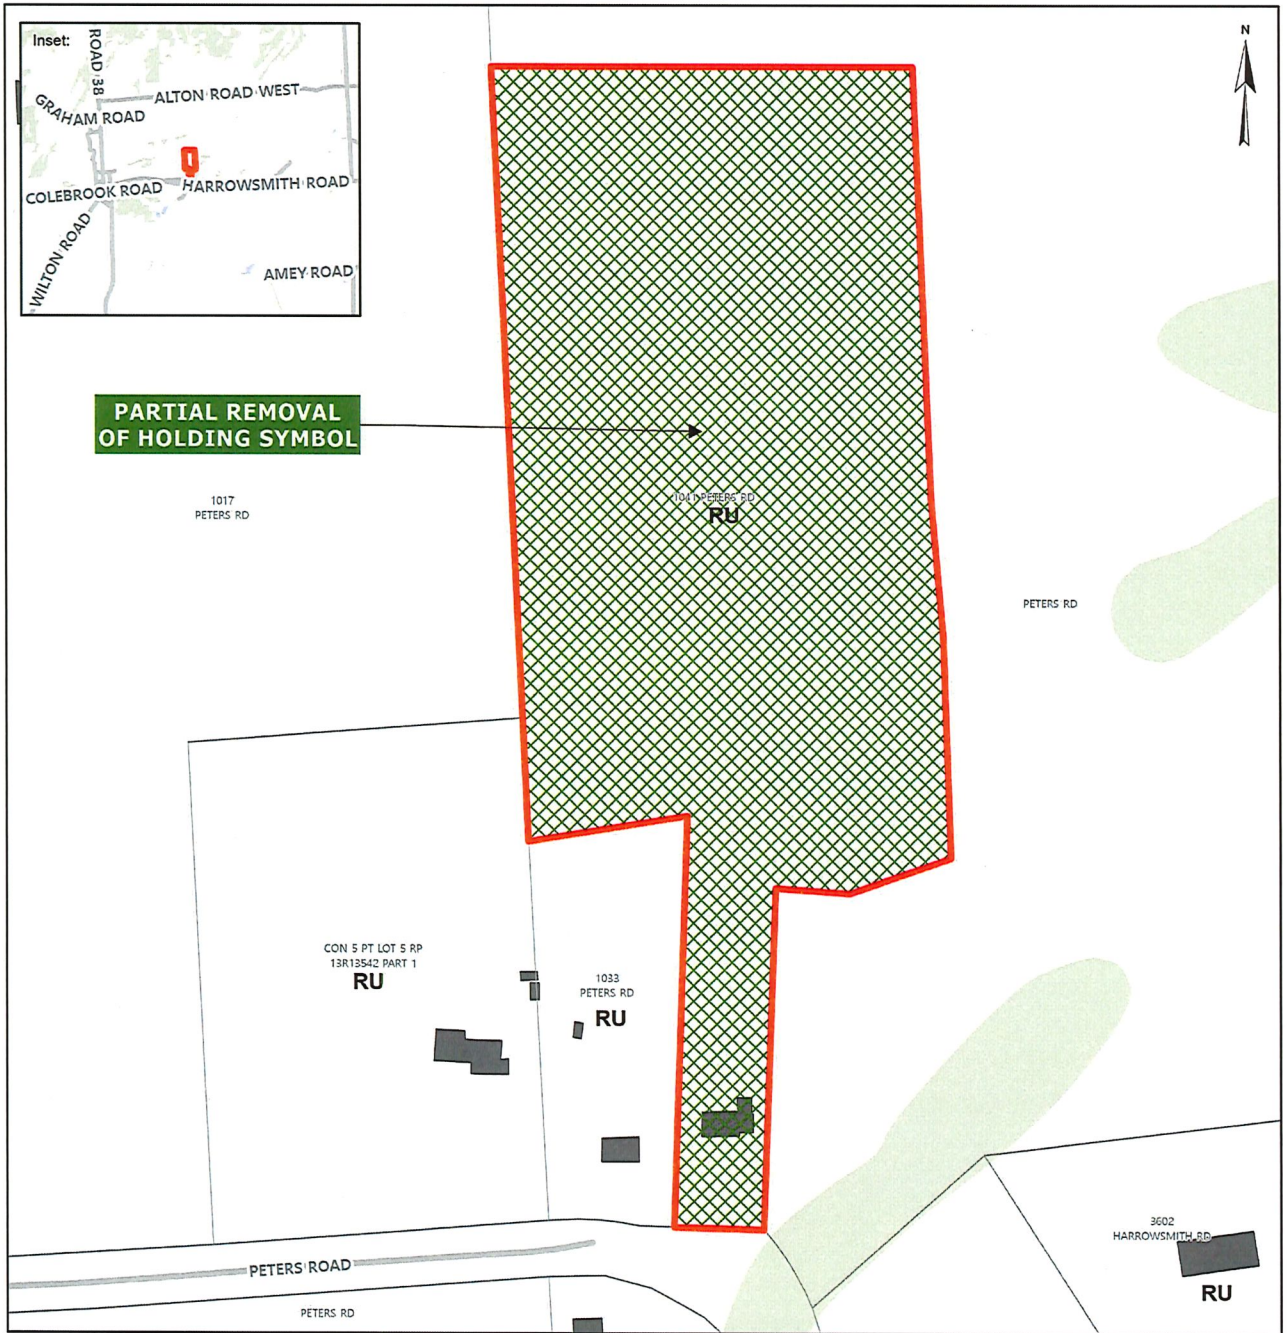 Inset:
ROAD 38
ALTON ROAD WEST
GRAHAM ROAD
COLEBROOK ROAD
HARROWSMITH ROAD
WILTON ROAD
AMEY ROAD
N
PARTIAL REMOVAL
OF HOLDING SYMBOL
1017
PETERS RD
1041 PETERS RD
RU
PETERS RD
CON 5 PT LOT 5 RP
13R13542 PART 1
RU
1033
PETERS RD
RU
3602
HARROWSMITH RD
RU
PETERS ROAD
PETERS RD